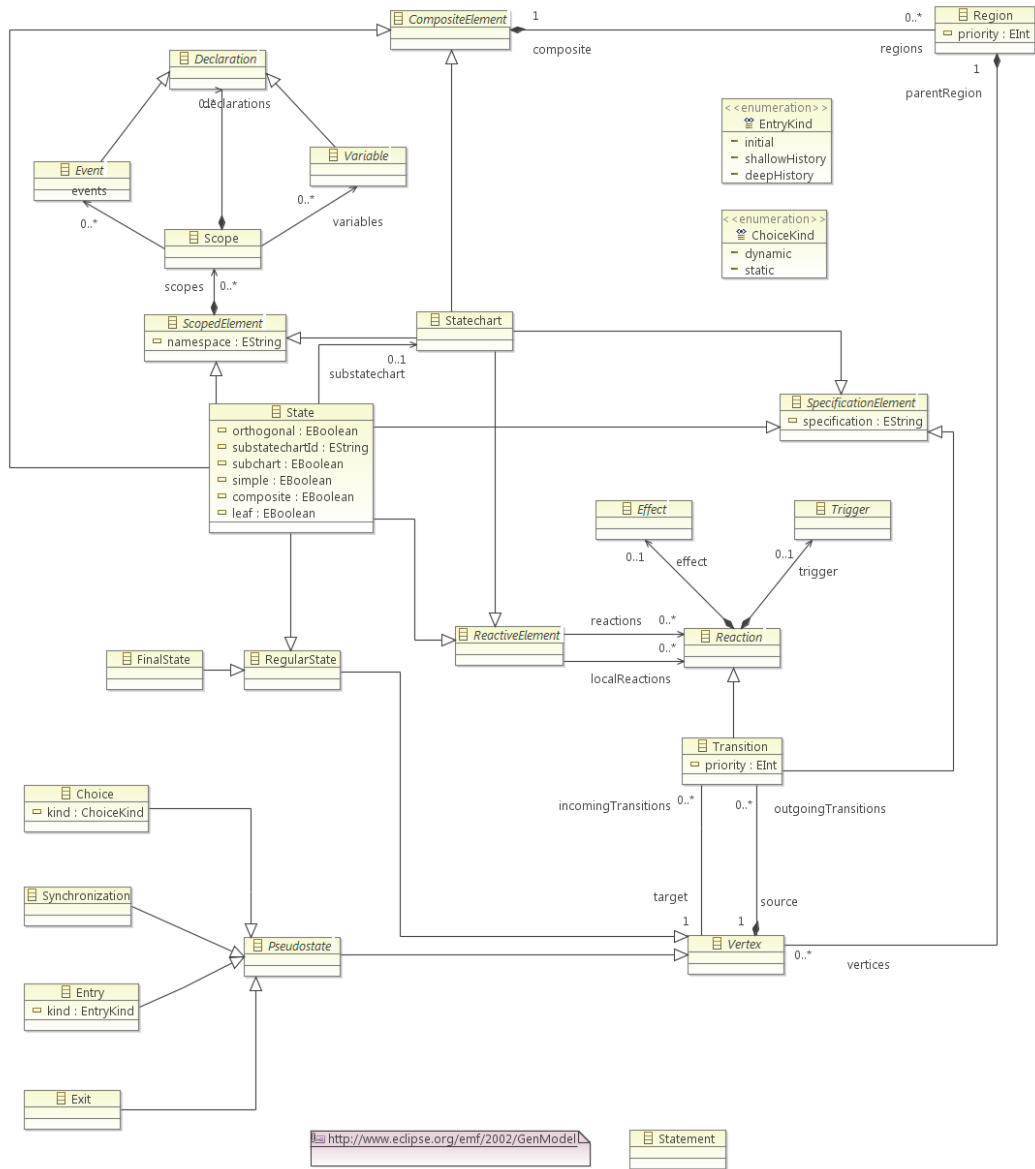 CompositeElement
1
composite
0..*
regions
Region
priority : EInt
1
parentRegion
Declaration
0..*
declarations
<<enumeration>>
EntryKind
initial
shallowHistory
deepHistory
Event
events
0..*
Variable
0..*
variables
Scope
<<enumeration>>
ChoiceKind
dynamic
static
scopes
0..*
ScopedElement
namespace : EString
Statechart
0..1
substatechart
State
orthogonal : EBoolean
substatechartId : EString
subchart : EBoolean
simple : EBoolean
composite : EBoolean
leaf : EBoolean
SpecificationElement
specification : EString
Effect
0..1
effect
Trigger
0..1
trigger
ReactiveElement
reactions
0..*
0..*
localReactions
Reaction
FinalState
RegularState
Transition
priority : EInt
incomingTransitions
0..*
0..*
outgoingTransitions
Choice
kind : ChoiceKind
Synchronization
target
1
source
1
Pseudostate
Vertex
0..*
vertices
Entry
kind : EntryKind
Exit
http://www.eclipse.org/emf/2002/GenModel
Statement